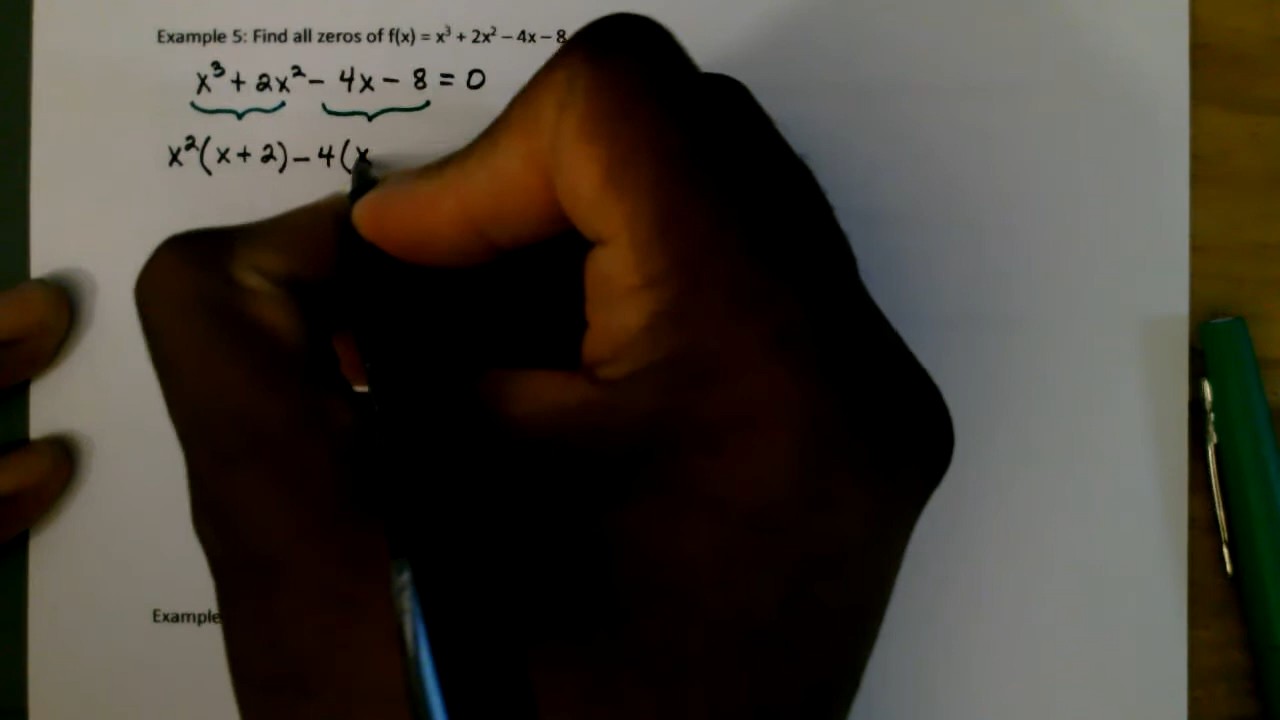 Example 5: Find all zeros of f(x) = x³ + 2x² – 4x – 8
x³ + 2x² – 4x – 8 = 0
x²(x + 2) – 4(x
Example